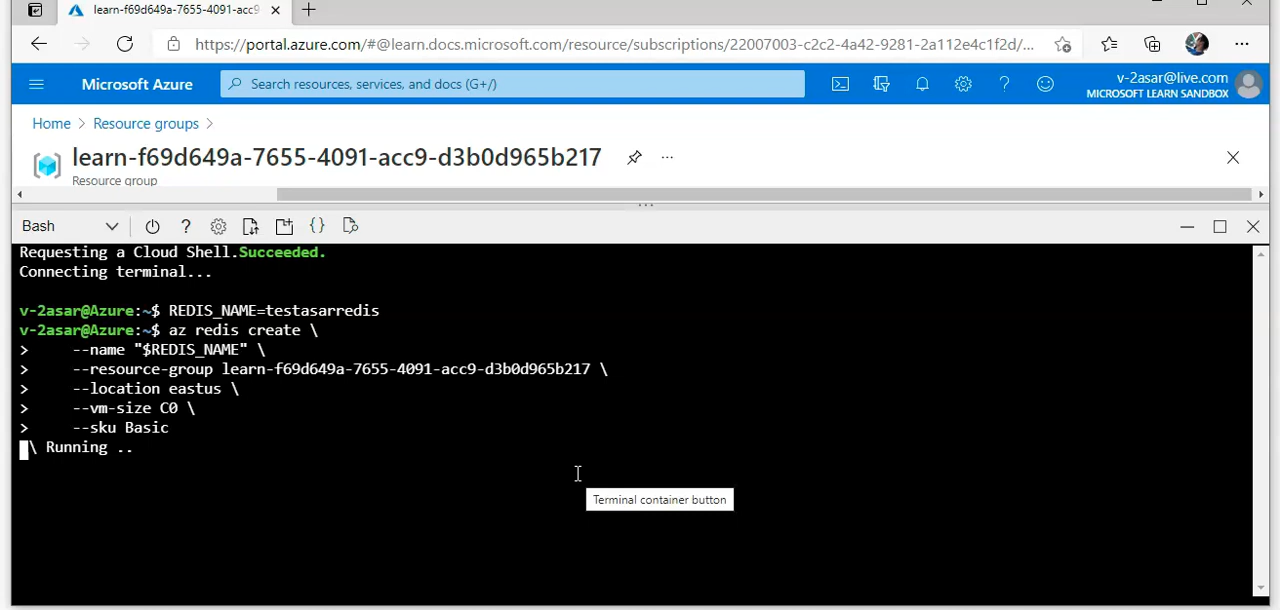 learn-f69d649a-7655-4091-acc9
https://portal.azure.com/#@learn.docs.microsoft.com/resource/subscriptions/22007003-c2c2-4a42-9281-2a112e4c1f2d/...
Microsoft Azure
Search resources, services, and docs (G+/)
v-2asar@live.com
MICROSOFT LEARN SANDBOX
Home > Resource groups >
learn-f69d649a-7655-4091-acc9-d3b0d965b217
Resource group
Bash
Requesting a Cloud Shell.Succeeded.
Connecting terminal...
v-2asar@Azure:~$ REDIS_NAME=testasarredis
v-2asar@Azure:~$ az redis create \
> --name "$REDIS_NAME" \
> --resource-group learn-f69d649a-7655-4091-acc9-d3b0d965b217 \
> --location eastus \
> --vm-size C0 \
> --sku Basic
\ Running ..
Terminal container button